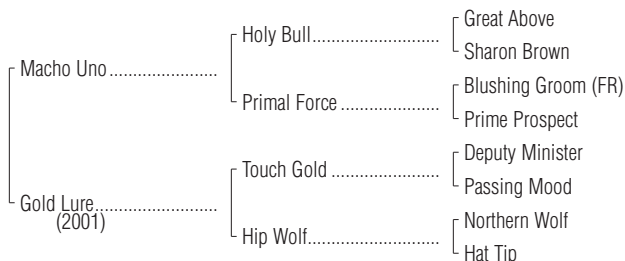 Great Above
Holy Bull
Sharon Brown
Macho Uno
Blushing Groom (FR)
Primal Force
Prime Prospect
Deputy Minister
Touch Gold
Passing Mood
Gold Lure
(2001)
Northern Wolf
Hip Wolf
Hat Tip